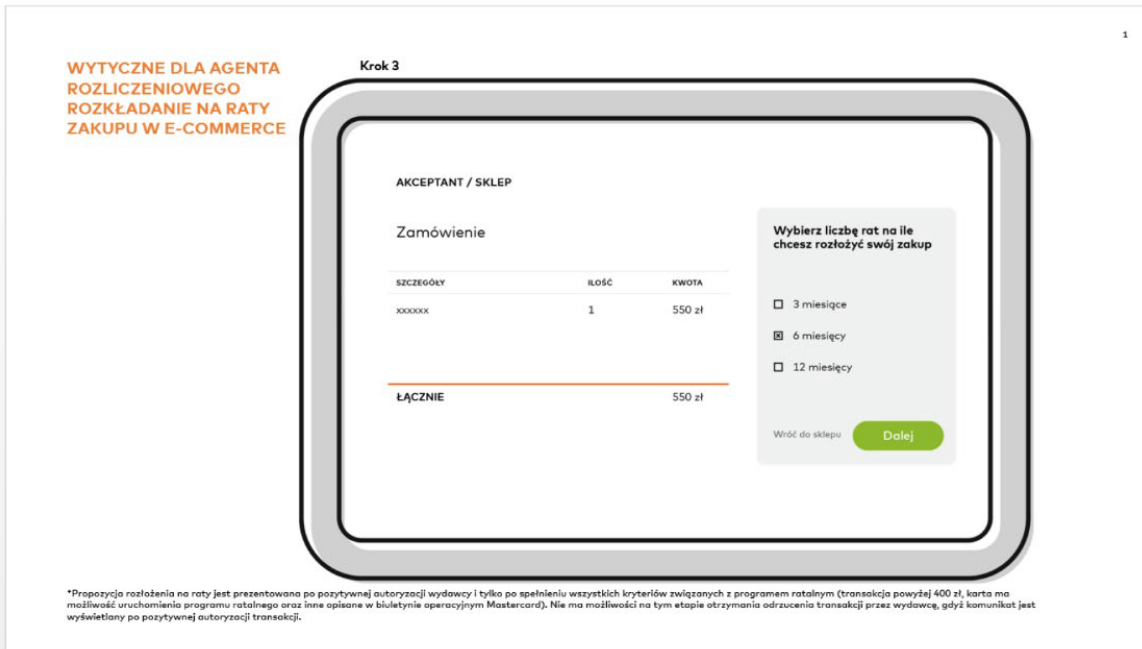 1
WYTYCZNE DLA AGENTA
ROZLICZENIOWEGO
ROZKŁADANIE NA RATY
ZAKUPU W E-COMMERCE
Krok 3
AKCEPTANT / SKLEP
Zamówienie
SZCZEGÓŁY ILOŚĆ KWOTA
xxxxxx 1 550 zł
ŁĄCZNIE 550 zł
Wybierz liczbę rat na ile
chcesz rozłożyć swój zakup
3 miesiące
6 miesięcy
12 miesięcy
Wróć do sklepu Dalej
*Propozycja rozłożenia na raty jest prezentowana po pozytywnej autoryzacji wydawcy i tylko po spełnieniu wszystkich kryteriów związanych z programem ratalnym (transakcja powyżej 400 zł, karta ma
możliwość uruchomienia programu ratalnego oraz inne opisane w biuletynie operacyjnym Mastercard). Nie ma możliwości na tym etapie otrzymania odrzucenia transakcji przez wydawcę, gdyż komunikat jest
wyświetlany po pozytywnej autoryzacji transakcji.